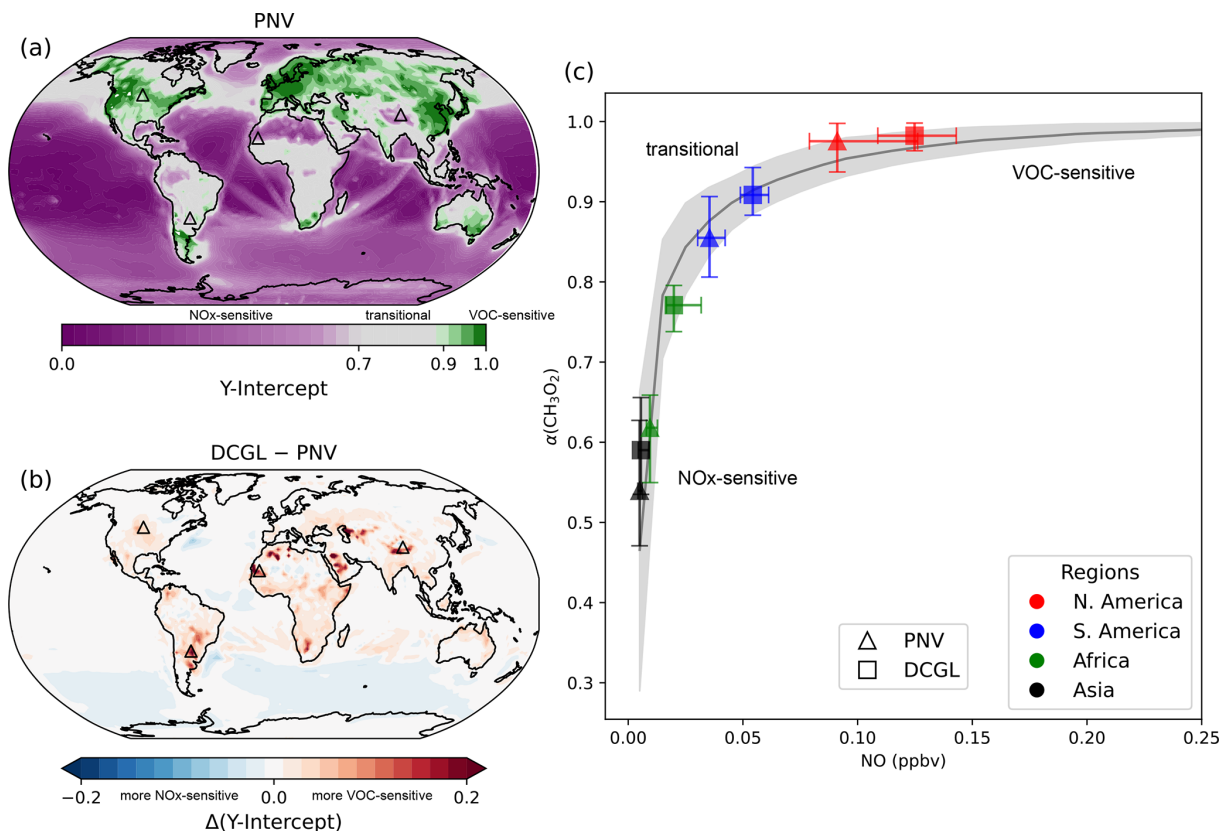 PNV
(a)
NOx-sensitive transitional VOC-sensitive
0.0 0.7 0.9 1.0
Y-Intercept
DCGL − PNV
(b)
−0.2 more NOx-sensitive 0.0 more VOC-sensitive 0.2
Δ(Y-Intercept)
(c)
1.0
0.9
0.8
0.7
0.6
0.5
0.4
0.3
α(CH₃O₂)
transitional
VOC-sensitive
NOx-sensitive
PNV
DCGL
Regions
N. America
S. America
Africa
Asia
0.00 0.05 0.10 0.15 0.20 0.25
NO (ppbv)